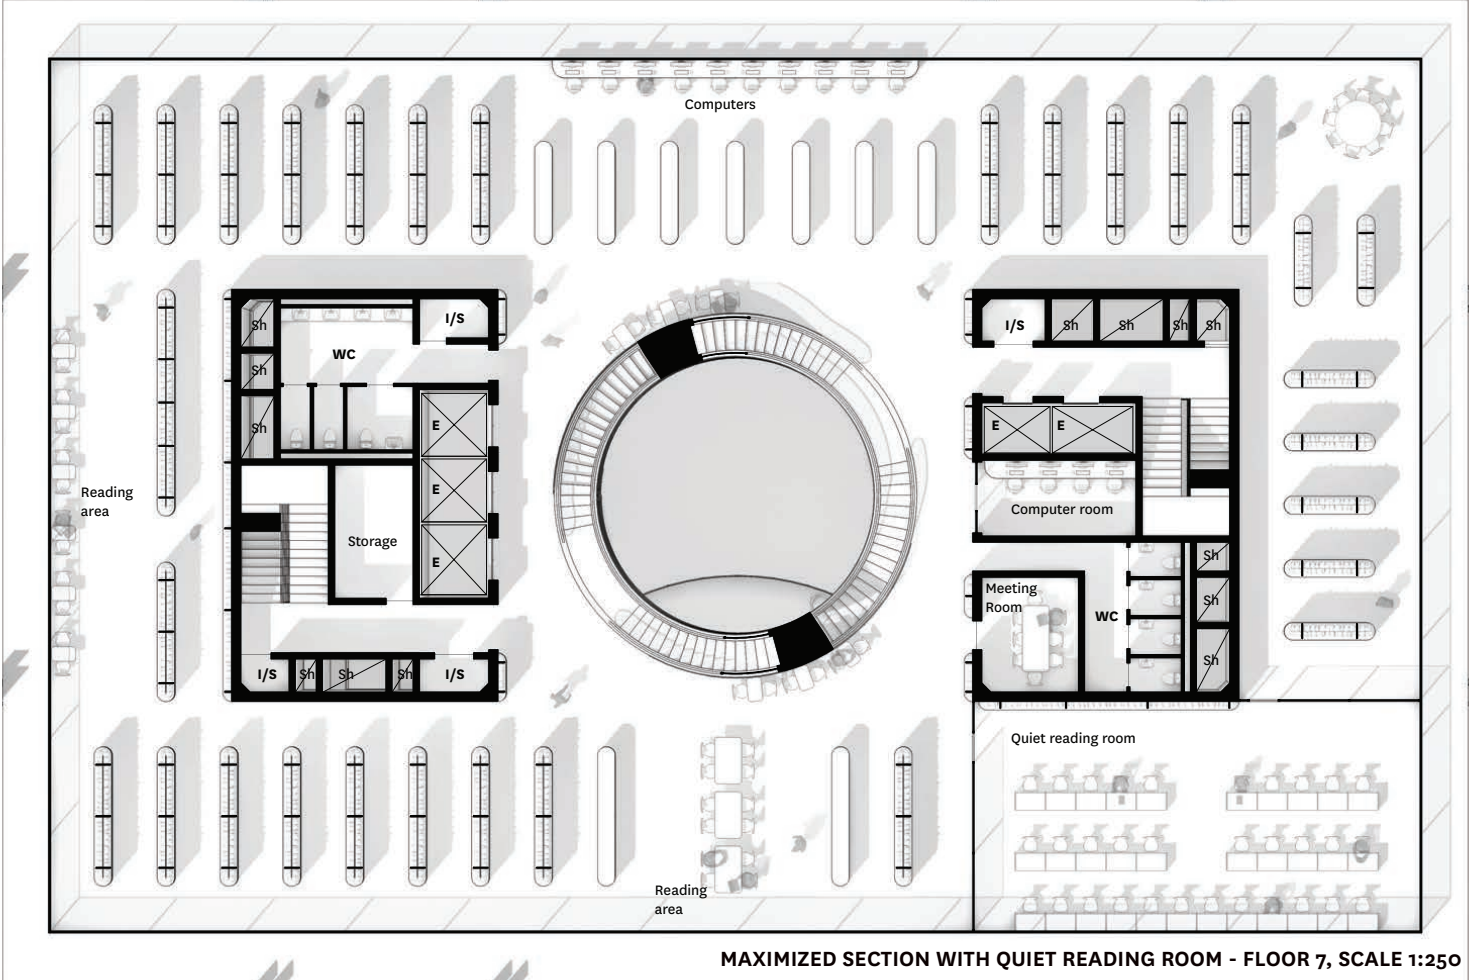 Computers
Sh
I/S
WC
Sh
Sh
E
E
E
Reading
area
Storage
I/S
Sh
Sh
Sh
I/S
I/S
Sh
Sh
Sh
Sh
E
E
Computer room
Sh
Meeting
Room
Sh
WC
Sh
Quiet reading room
Reading
area
MAXIMIZED SECTION WITH QUIET READING ROOM - FLOOR 7, SCALE 1:250